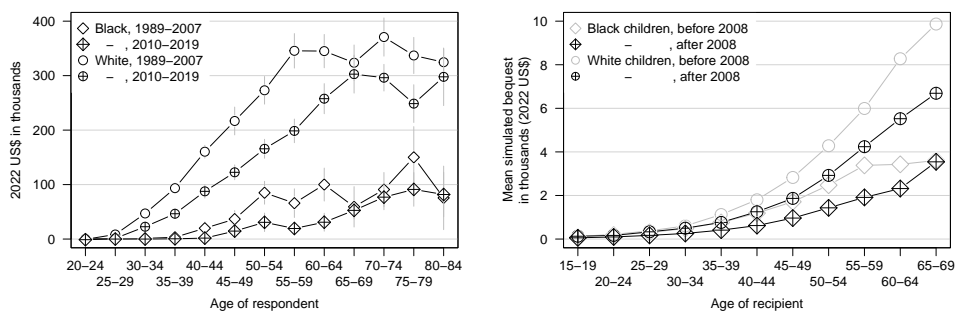 2022 US$ in thousands
400
300
200
100
0
Black, 1989–2007
– , 2010–2019
White, 1989–2007
– , 2010–2019
20–24 30–34 40–44 50–54 60–64 70–74 80–84
25–29 35–39 45–49 55–59 65–69 75–79
Age of respondent
Mean simulated bequest
in thousands (2022 US$)
10
8
6
4
2
0
Black children, before 2008
– , after 2008
White children, before 2008
– , after 2008
15–19 25–29 35–39 45–49 55–59 65–69
20–24 30–34 40–44 50–54 60–64
Age of recipient